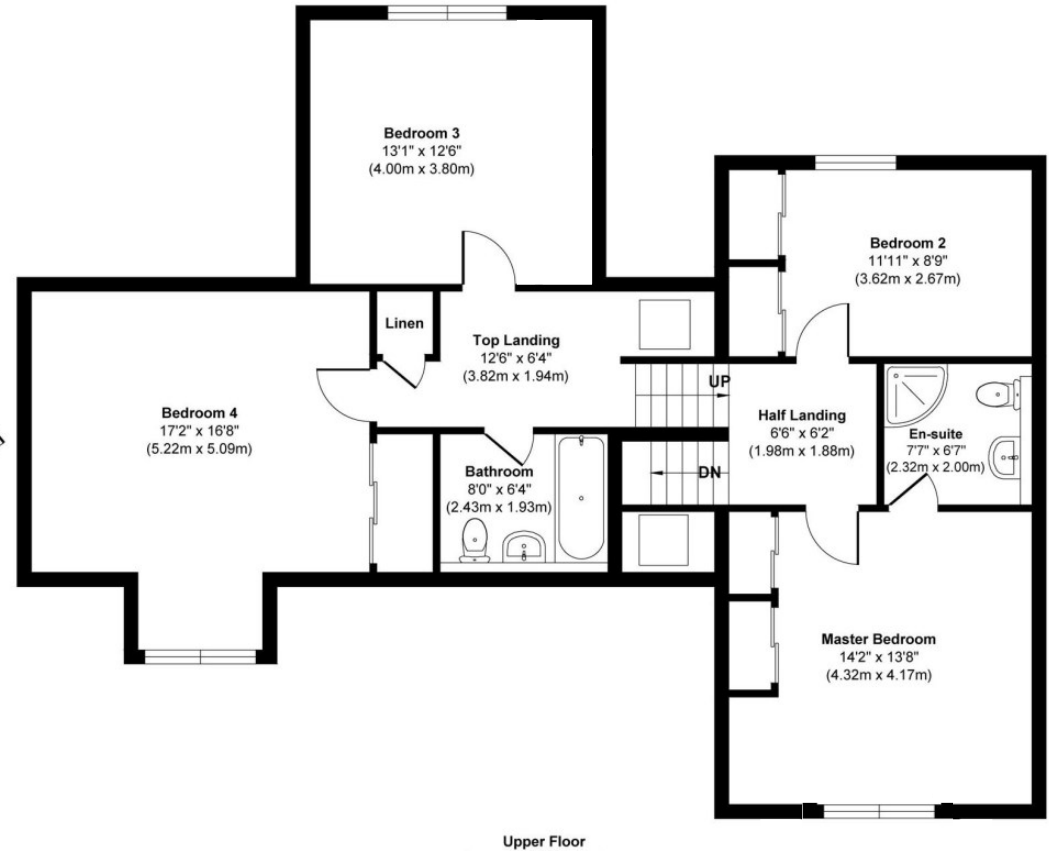 Bedroom 3
13'1" x 12'6"
(4.00m x 3.80m)
Bedroom 2
11'11" x 8'9"
(3.62m x 2.67m)
Linen
Top Landing
12'6" x 6'4"
(3.82m x 1.94m)
UP
Bedroom 4
17'2" x 16'8"
(5.22m x 5.09m)
Half Landing
6'6" x 6'2"
(1.98m x 1.88m)
En-suite
7'7" x 6'7"
(2.32m x 2.00m)
Bathroom
8'0" x 6'4"
(2.43m x 1.93m)
DN
Master Bedroom
14'2" x 13'8"
(4.32m x 4.17m)
Upper Floor